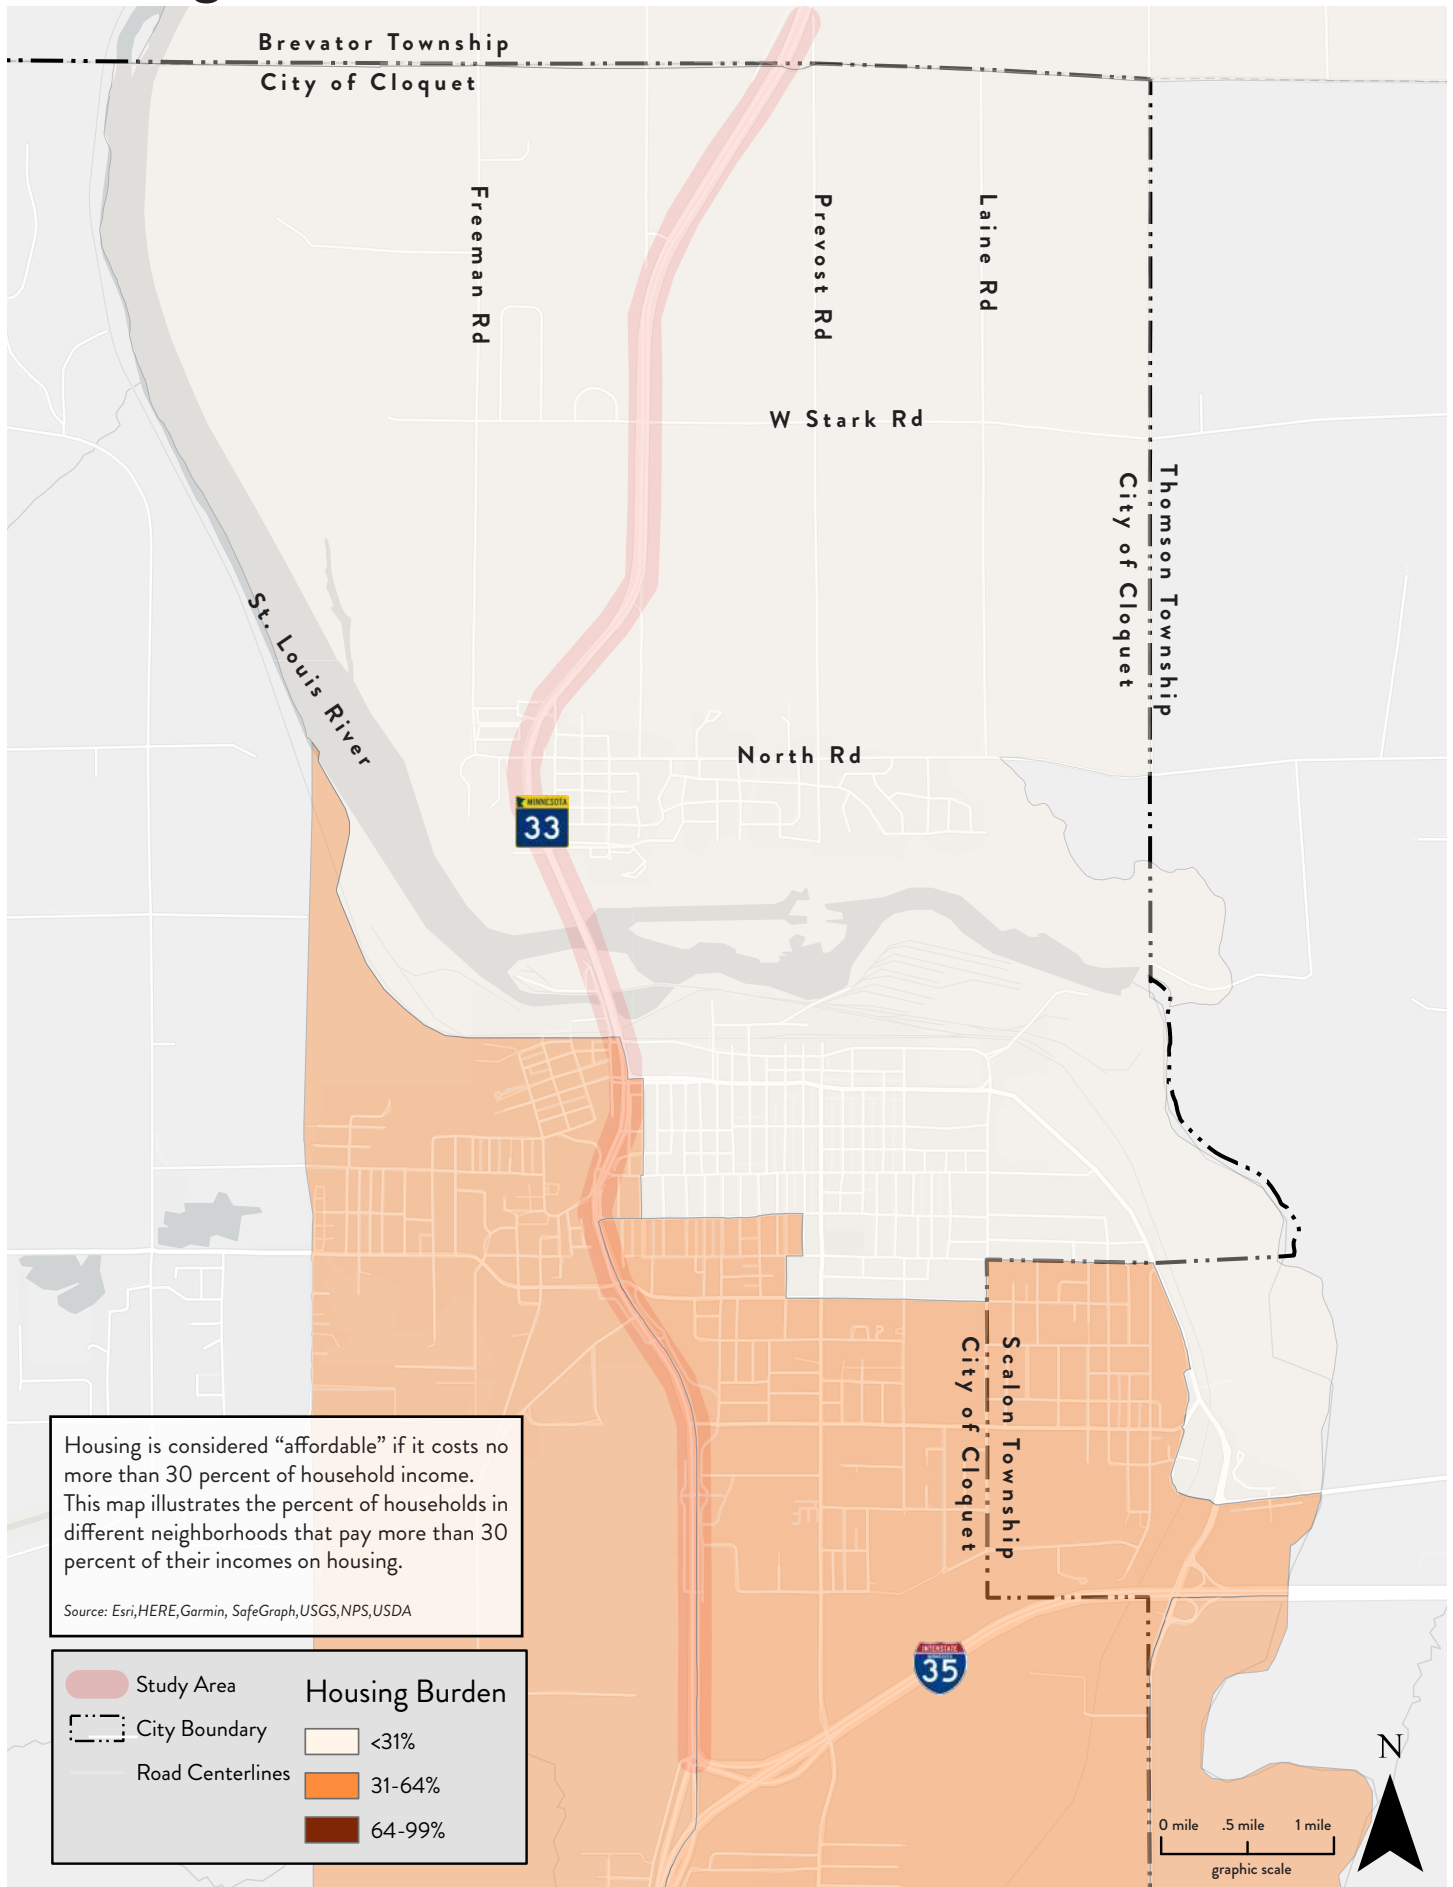 Brevator Township
City of Cloquet
Freeman Rd
Prevost Rd
Laine Rd
W Stark Rd
Thomson Township
City of Cloquet
St. Louis River
North Rd
MINNESOTA
33
Scalon Township
City of Cloquet
Housing is considered “affordable” if it costs no
more than 30 percent of household income.
This map illustrates the percent of households in
different neighborhoods that pay more than 30
percent of their incomes on housing.
Source: Esri,HERE,Garmin, SafeGraph,USGS,NPS,USDA
INTERSTATE
MINNESOTA
35
Study Area
City Boundary
Road Centerlines
Housing Burden
<31%
31-64%
64-99%
N
0 mile .5 mile 1 mile
graphic scale